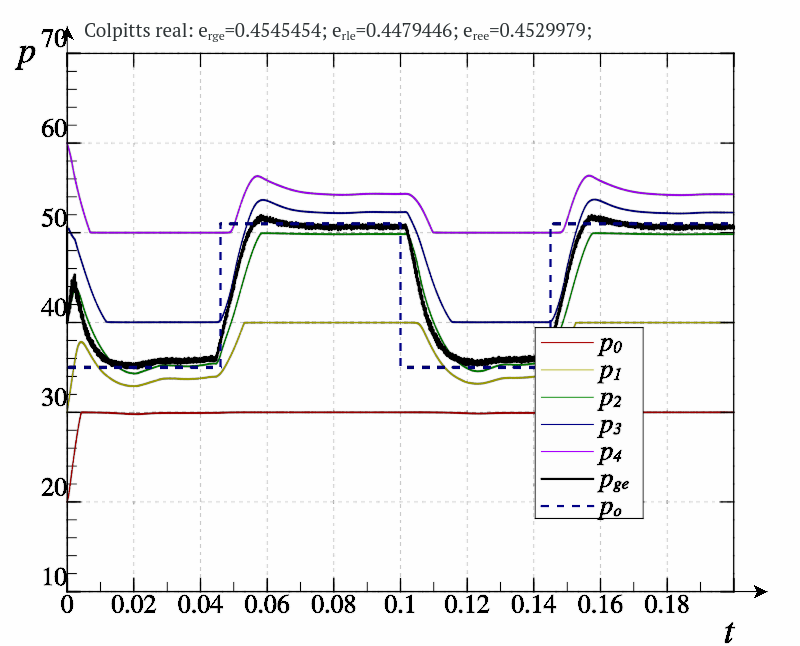 Colpitts real: erge=0.4545454; erle=0.4479446; eree=0.4529979;
p
70
60
50
40
30
20
10
0 0.02 0.04 0.06 0.08 0.1 0.12 0.14 0.16 0.18
t
p0
p1
p2
p3
p4
pge
po